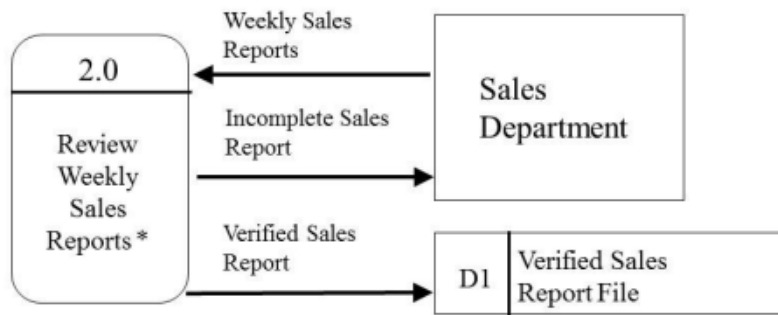 Weekly Sales
Reports
2.0
Review
Weekly
Sales
Reports *
Incomplete Sales
Report
Sales
Department
Verified Sales
Report
D1
Verified Sales
Report File